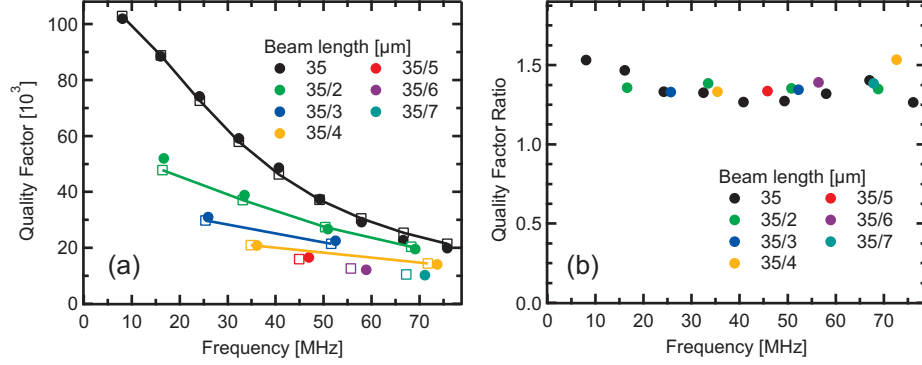 100
80
60
40
20
0
Quality Factor [10³]
Beam length [µm]
35 35/5
35/2 35/6
35/3 35/7
35/4
(a)
0 10 20 30 40 50 60 70
Frequency [MHz]
1.5
1.0
0.5
0.0
Quality Factor Ratio
Beam length [µm]
35 35/5
35/2 35/6
35/3 35/7
35/4
(b)
0 10 20 30 40 50 60 70
Frequency [MHz]